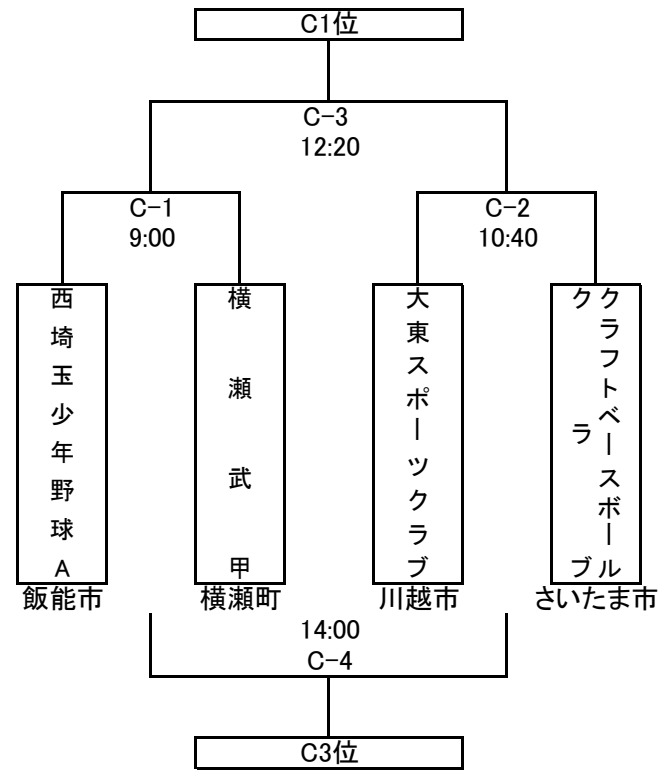 C1位
C-3
12:20
C-1
9:00
C-2
10:40
西埼玉少年野球A
横瀬武甲
大東スポーツクラブ
クラフトベースボール
クラブ
飯能市
横瀬町
川越市
さいたま市
14:00
C-4
C3位